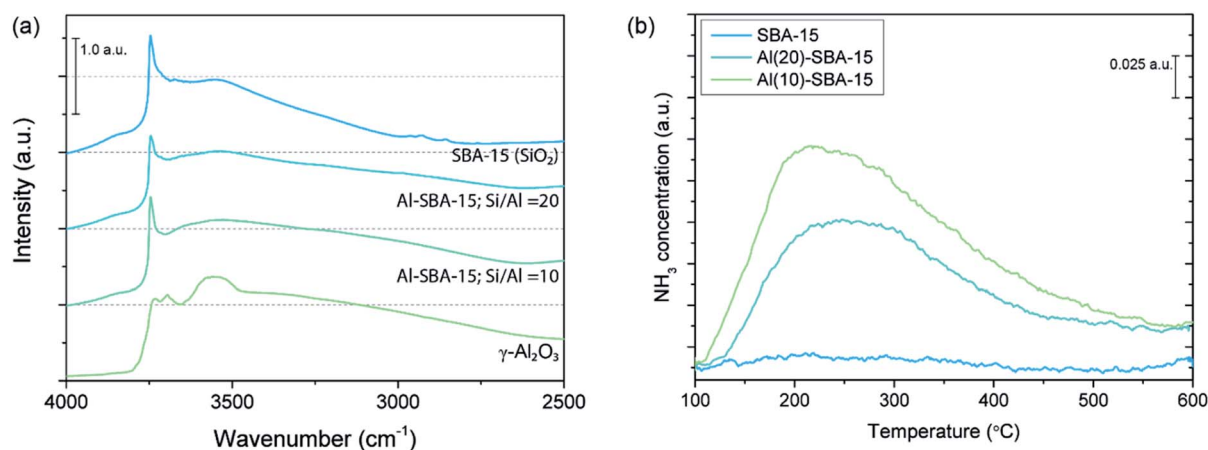 (a)
1.0 a.u.
Intensity (a.u.)
SBA-15 (SiO₂)
Al-SBA-15; Si/Al =20
Al-SBA-15; Si/Al =10
γ-Al₂O₃
4000 3500 3000 2500
Wavenumber (cm⁻¹)
(b)
SBA-15
Al(20)-SBA-15
Al(10)-SBA-15
0.025 a.u.
NH₃ concentration (a.u.)
100 200 300 400 500 600
Temperature (°C)